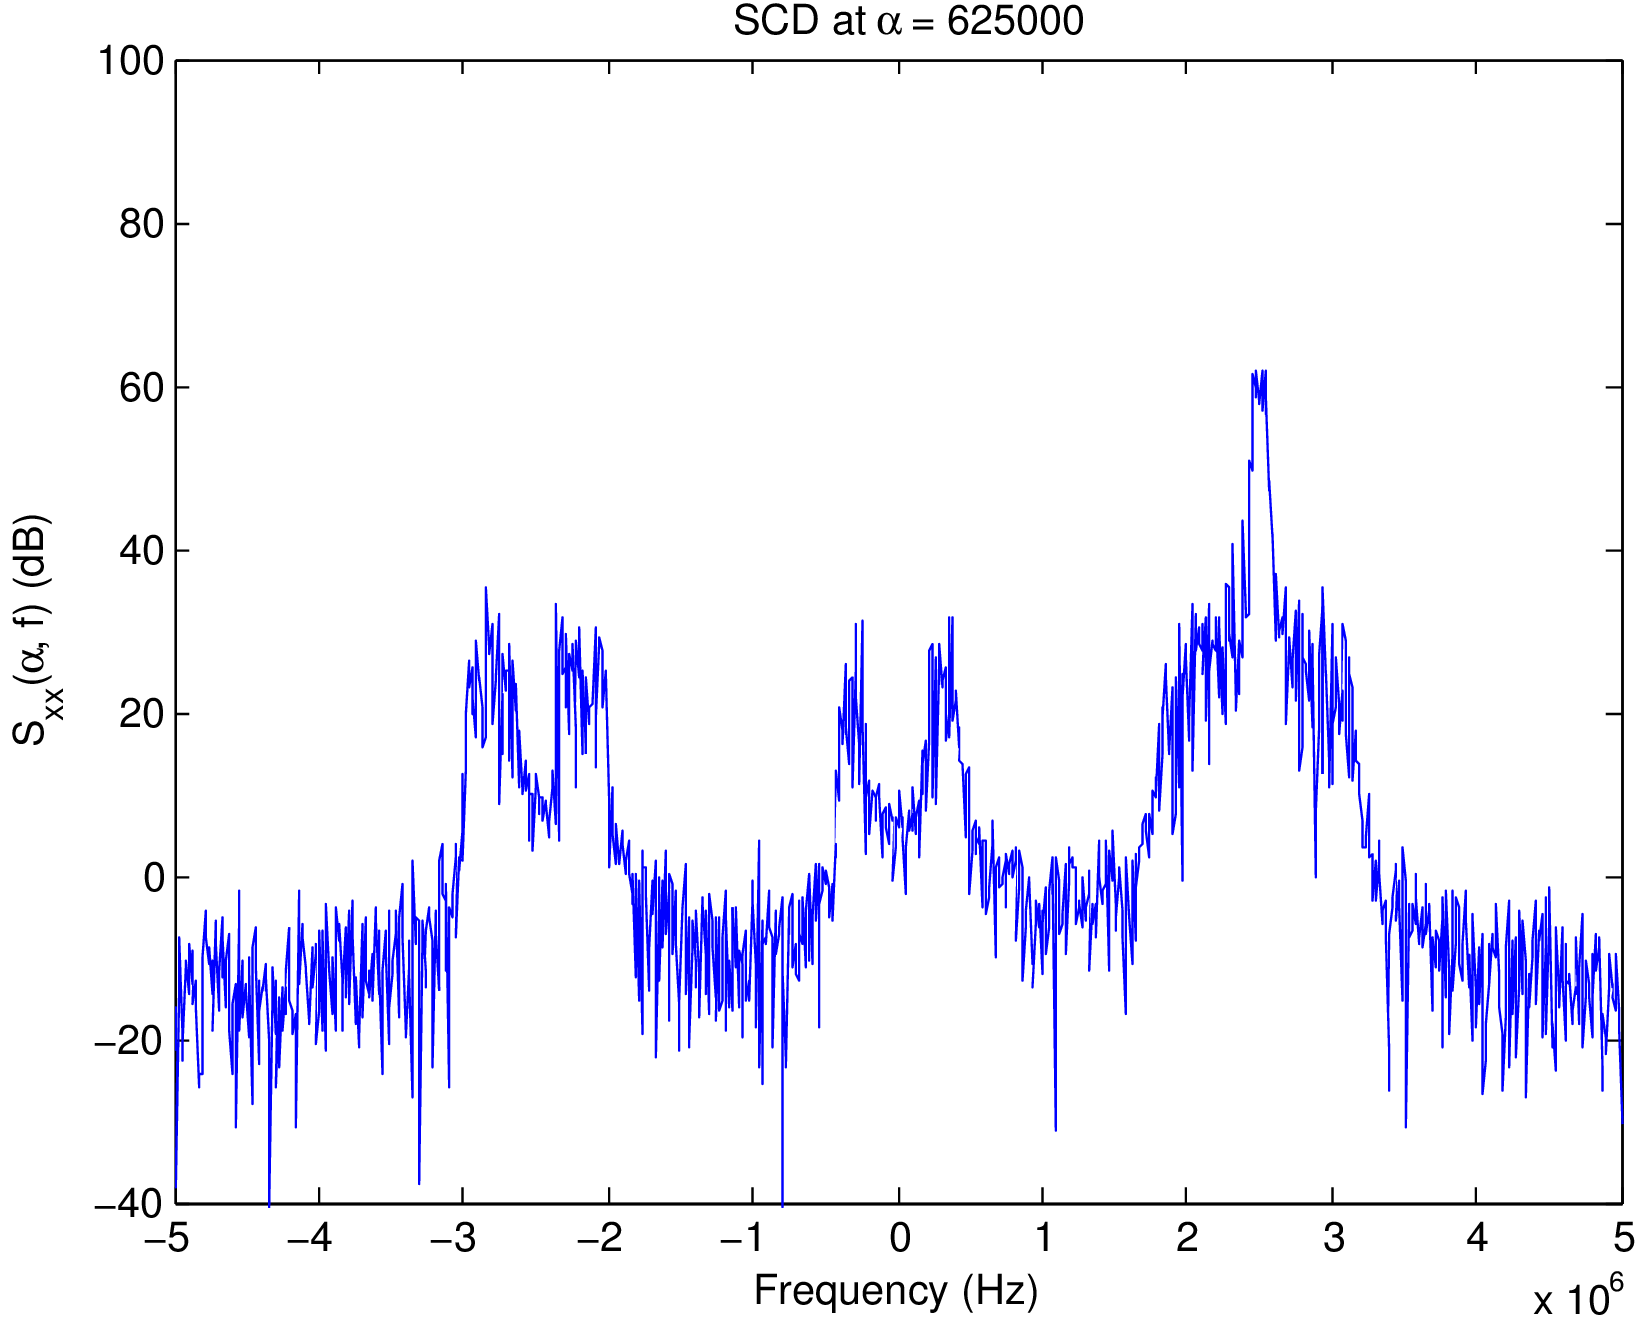 SCD at α = 625000
100
80
60
40
20
0
−20
−40
S_xx(α, f) (dB)
−5 −4 −3 −2 −1 0 1 2 3 4 5
Frequency (Hz)
x 10^6